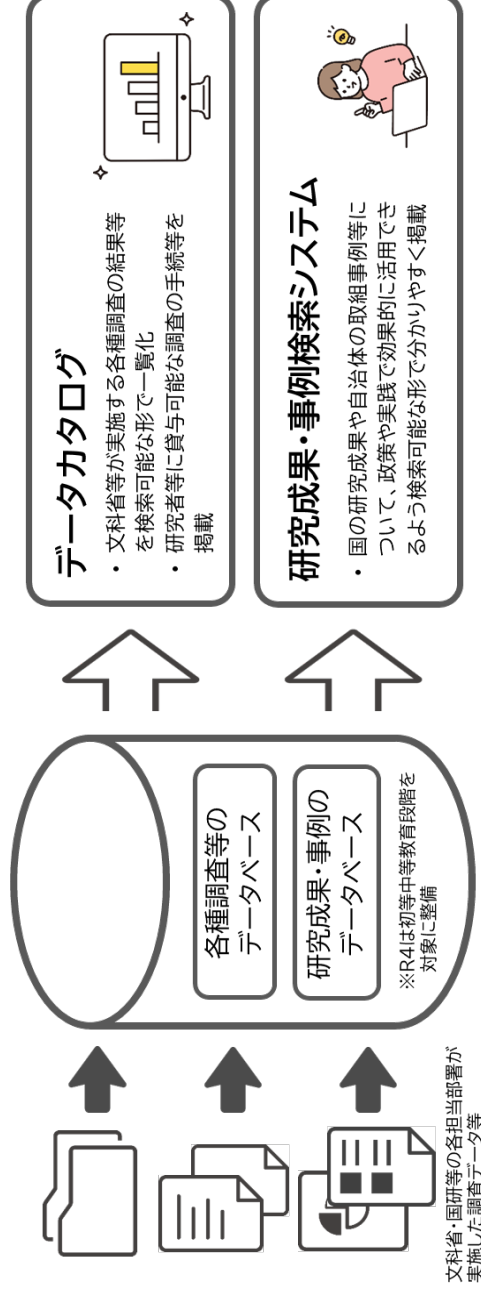 文科省・国研等の各担当部署が
実施した調査データ等
各種調査等の
データベース
研究成果・事例の
データベース
※R4は初等中等教育段階を
対象に整備
データカタログ
・文科省等が実施する各種調査の結果等
を検索可能な形で一覧化
・研究者等に貸与可能な調査の手続等を
掲載
研究成果・事例検索システム
・国の研究成果や自治体の取組事例等に
ついて、政策や実践で効果的に活用でき
るよう検索可能な形で分かりやすく掲載